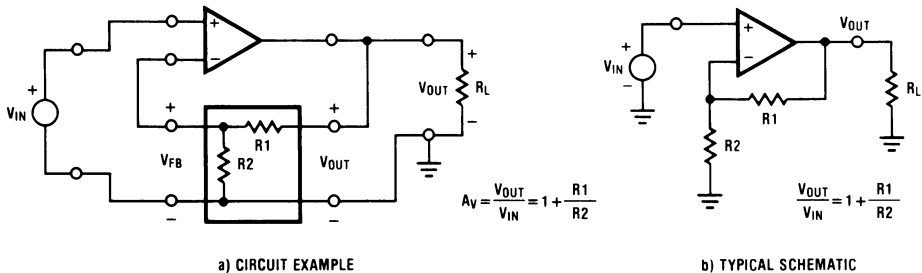 +
−
+
VIN
+
−
+
VFB
−
R1
R2
+
VOUT
−
+
VOUT
−
RL
AV = VOUT/VIN = 1 + R1/R2
a) CIRCUIT EXAMPLE
+
VIN
−
+
−
VOUT
R1
R2
RL
VOUT/VIN = 1 + R1/R2
b) TYPICAL SCHEMATIC